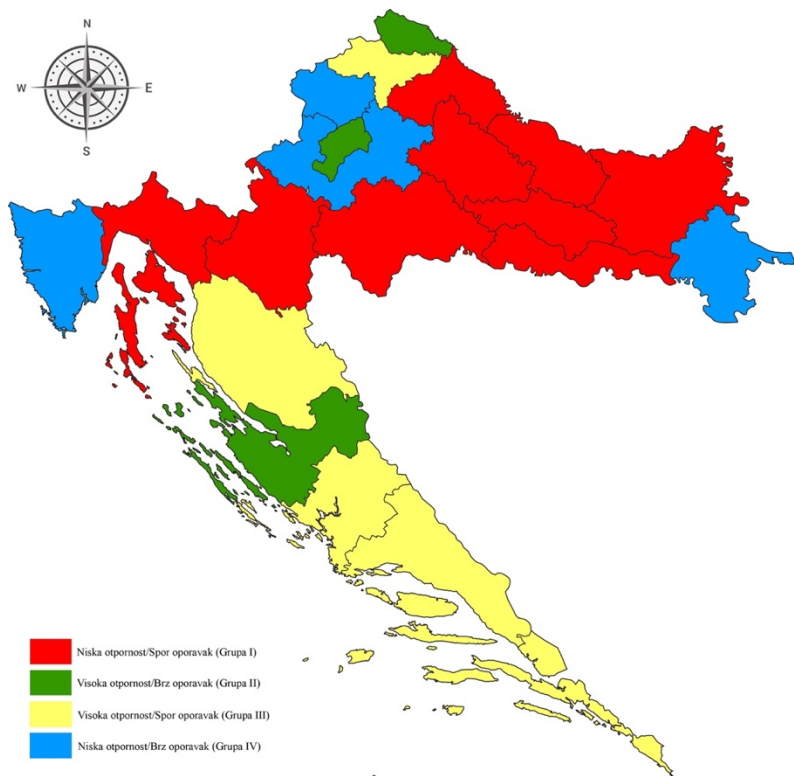 N
W
E
S
Niska otpornost/Spor oporavak (Grupa I)
Visoka otpornost/Brz oporavak (Grupa II)
Visoka otpornost/Spor oporavak (Grupa III)
Niska otpornost/Brz oporavak (Grupa IV)